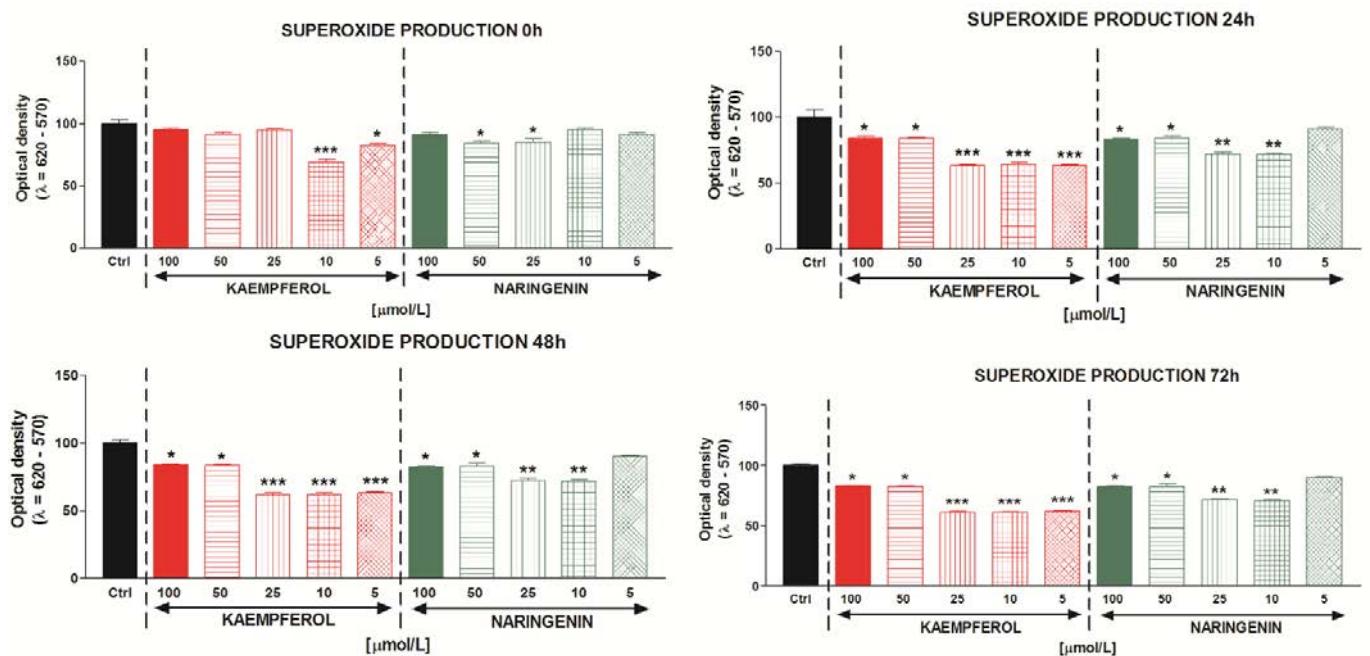 SUPEROXIDE PRODUCTION 0h
Optical density
(λ = 620 - 570)
150
100
50
0
*** * * *
Ctrl 100 50 25 10 5 100 50 25 10 5
KAEMPFEROL NARINGENIN
[μmol/L]
SUPEROXIDE PRODUCTION 24h
Optical density
(λ = 620 - 570)
150
100
50
0
* * *** *** *** * * ** **
Ctrl 100 50 25 10 5 100 50 25 10 5
KAEMPFEROL NARINGENIN
[μmol/L]
SUPEROXIDE PRODUCTION 48h
Optical density
(λ = 620 - 570)
150
100
50
0
* * *** *** *** * * ** **
Ctrl 100 50 25 10 5 100 50 25 10 5
KAEMPFEROL NARINGENIN
[μmol/L]
SUPEROXIDE PRODUCTION 72h
Optical density
(λ = 620 - 570)
150
100
50
0
* * *** *** *** * * ** **
Ctrl 100 50 25 10 5 100 50 25 10 5
KAEMPFEROL NARINGENIN
[μmol/L]